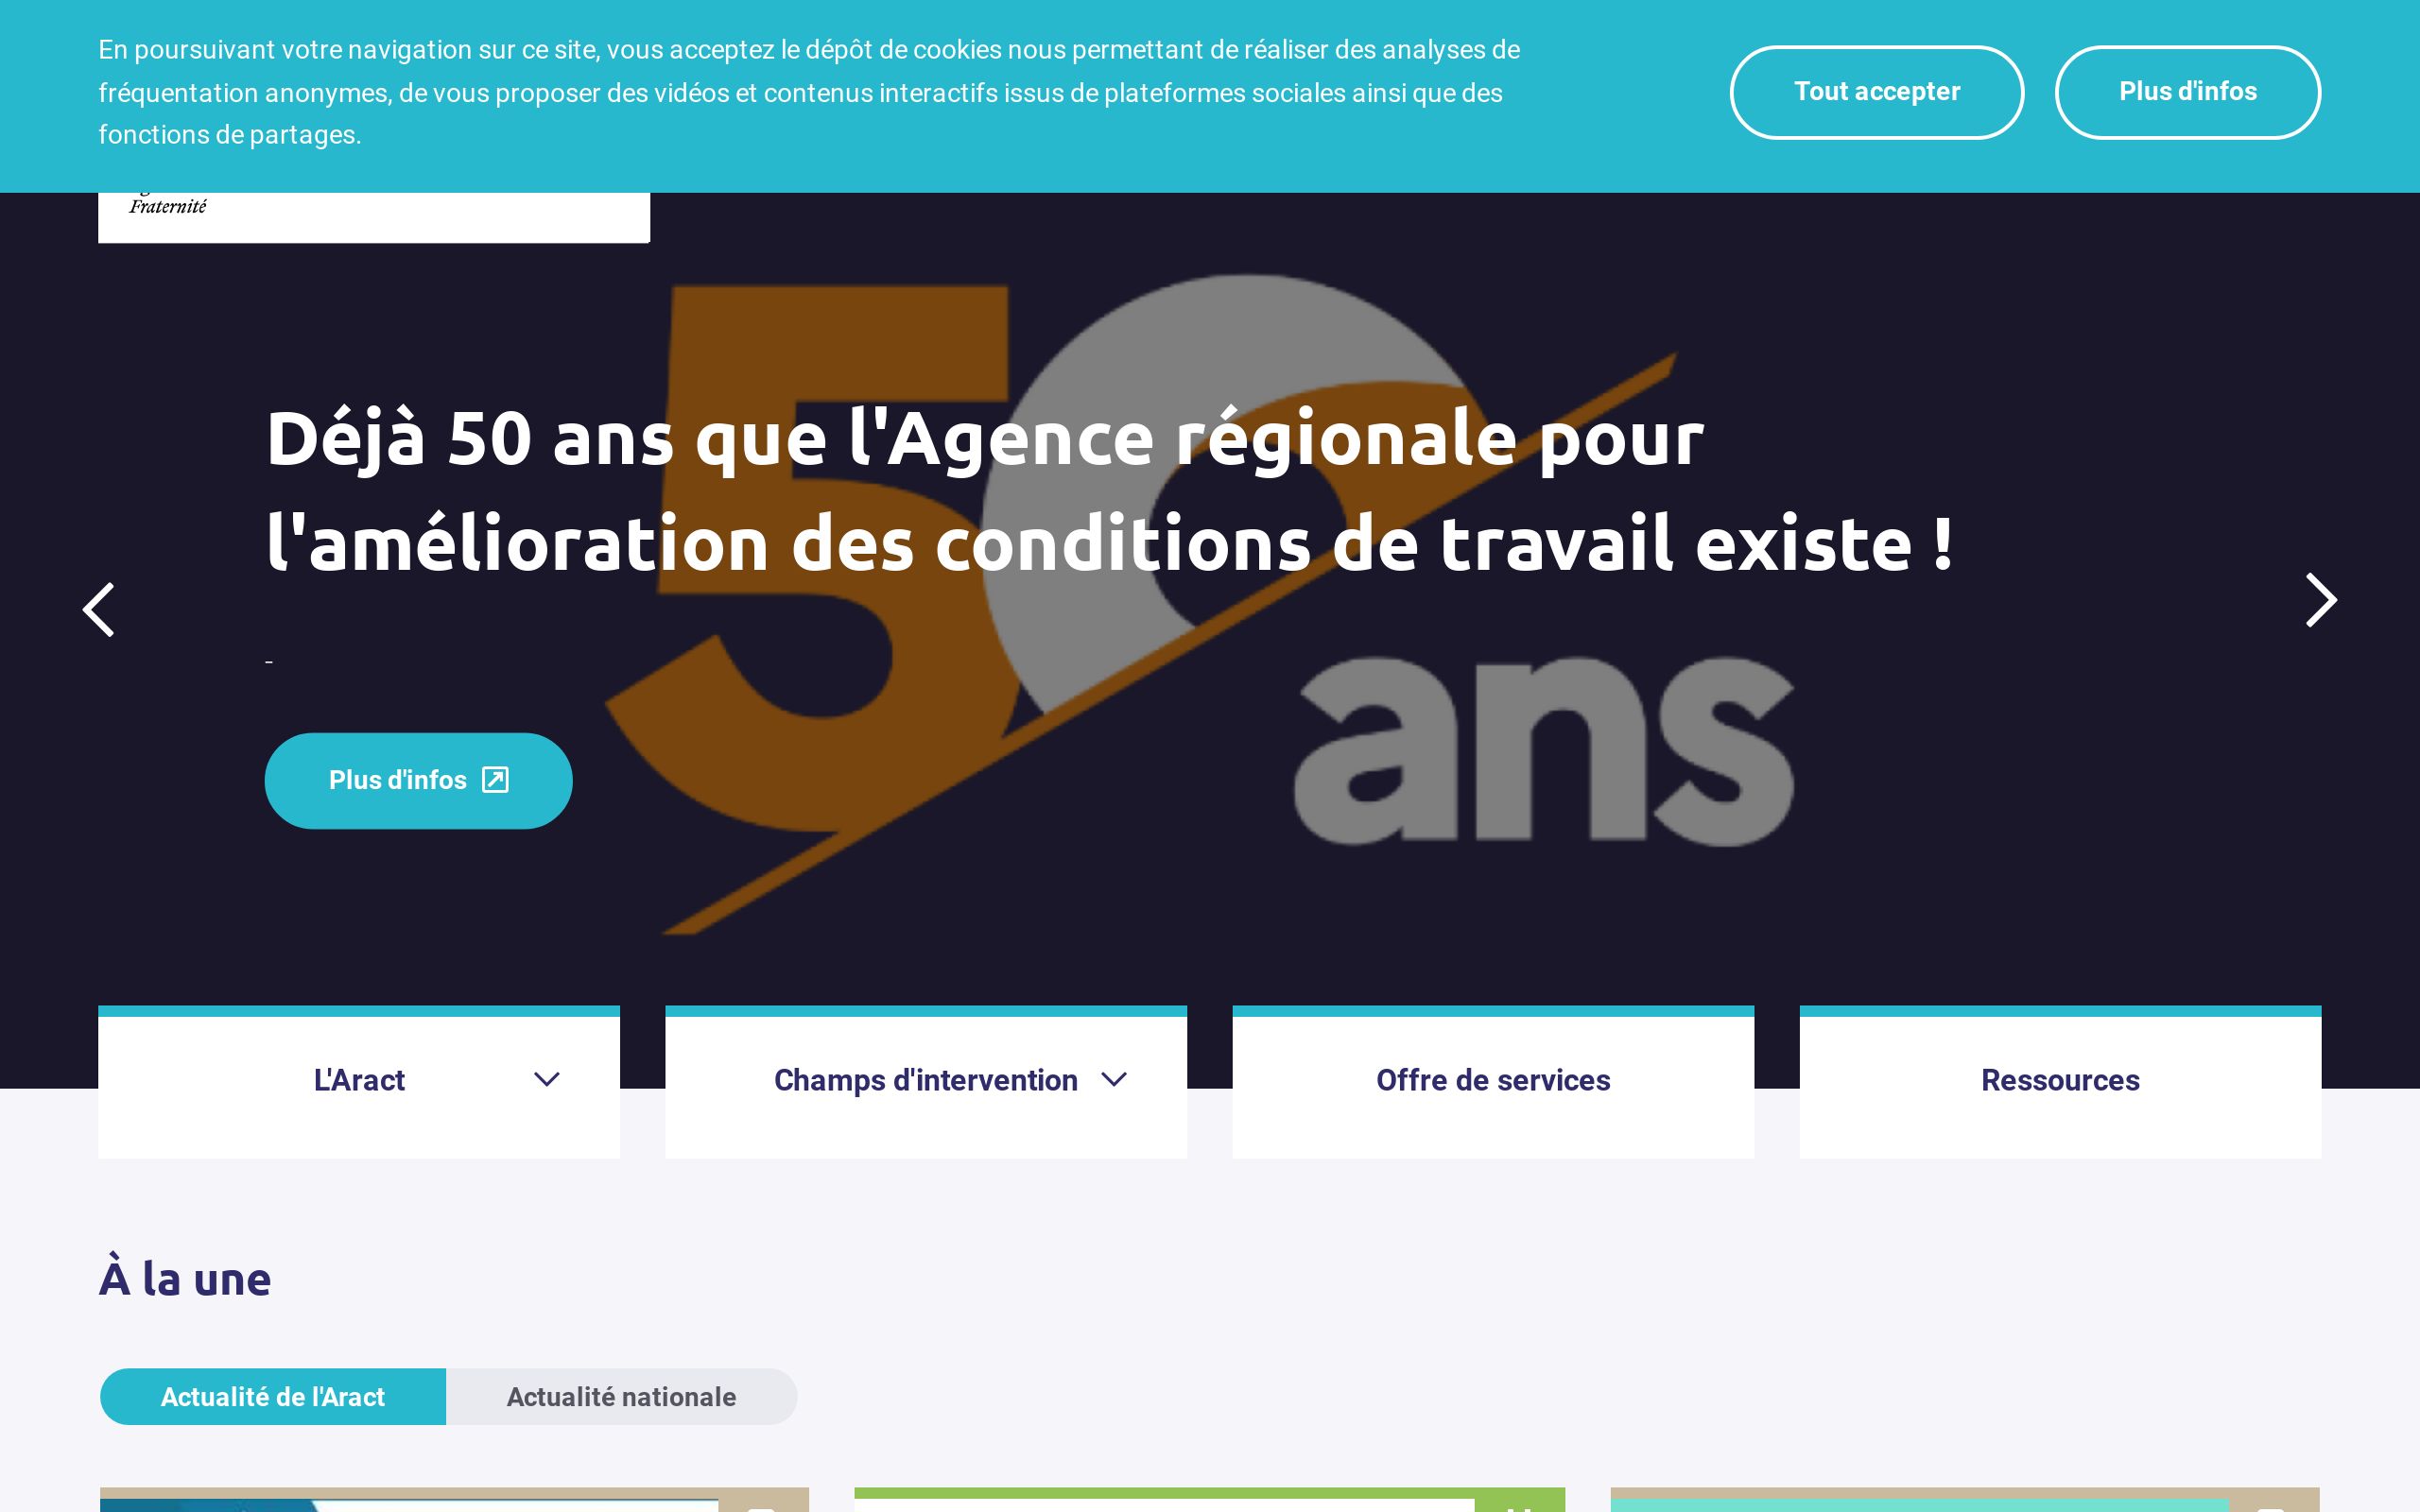 En poursuivant votre navigation sur ce site, vous acceptez le dépôt de cookies nous permettant de réaliser des analyses de
fréquentation anonymes, de vous proposer des vidéos et contenus interactifs issus de plateformes sociales ainsi que des
fonctions de partages.
Tout accepter
Plus d'infos
Fraternité
50
ans
Déjà 50 ans que l'Agence régionale pour
l'amélioration des conditions de travail existe !
-
Plus d'infos
L'Aract
Champs d'intervention
Offre de services
Ressources
À la une
Actualité de l'Aract
Actualité nationale